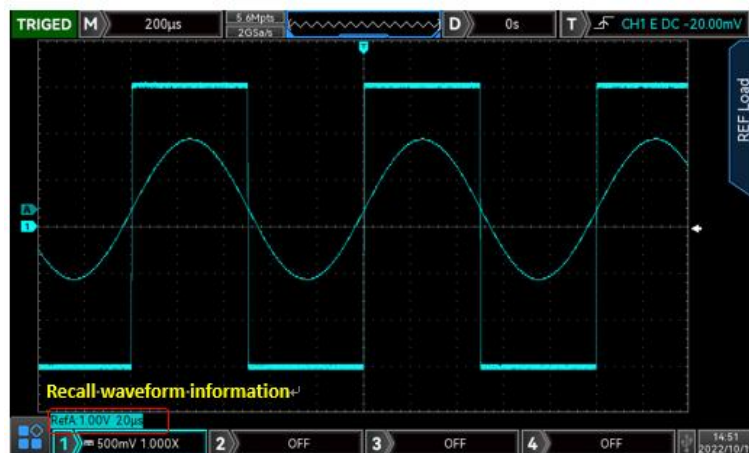 TRIGED M 200μs 5.6Mpts 2GSa/s D 0s T CH1 E DC -20.00mV
T
REF Load
A
1
Recall·waveform·information↵
RefA:1.00V 20μs
1 500mV 1.000X 2 OFF 3 OFF 4 OFF 14:51